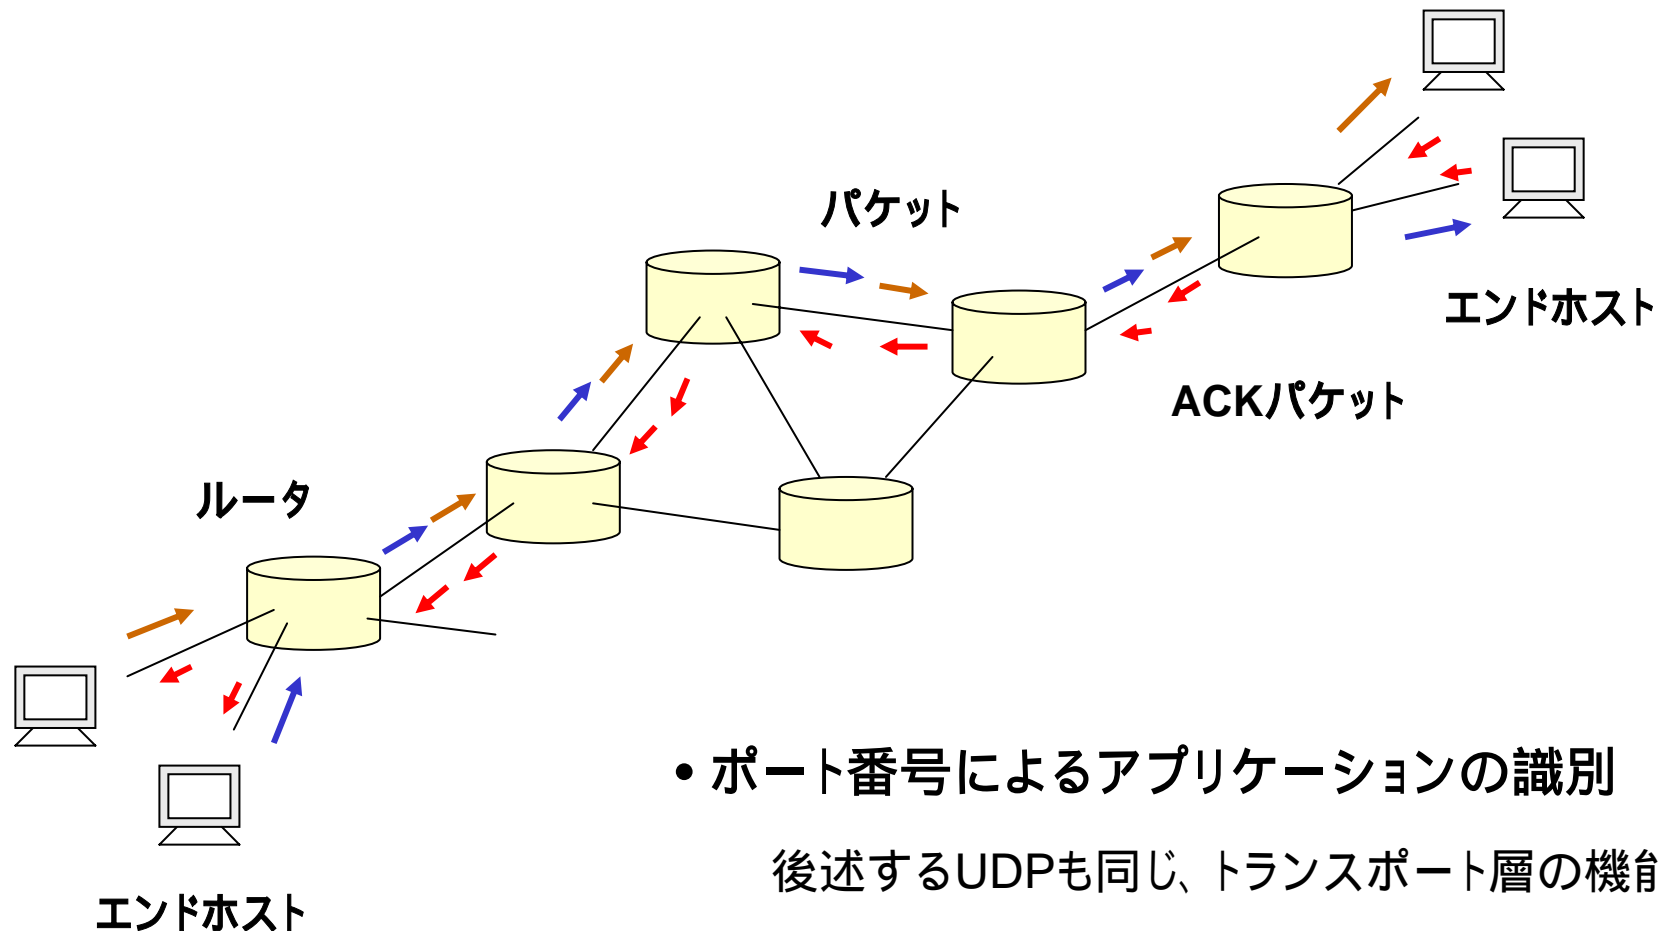 パケット
エンドホスト
ACKパケット
ルータ
• ポート番号によるアプリケーションの識別
後述するUDPも同じ、トランスポート層の機能
エンドホスト